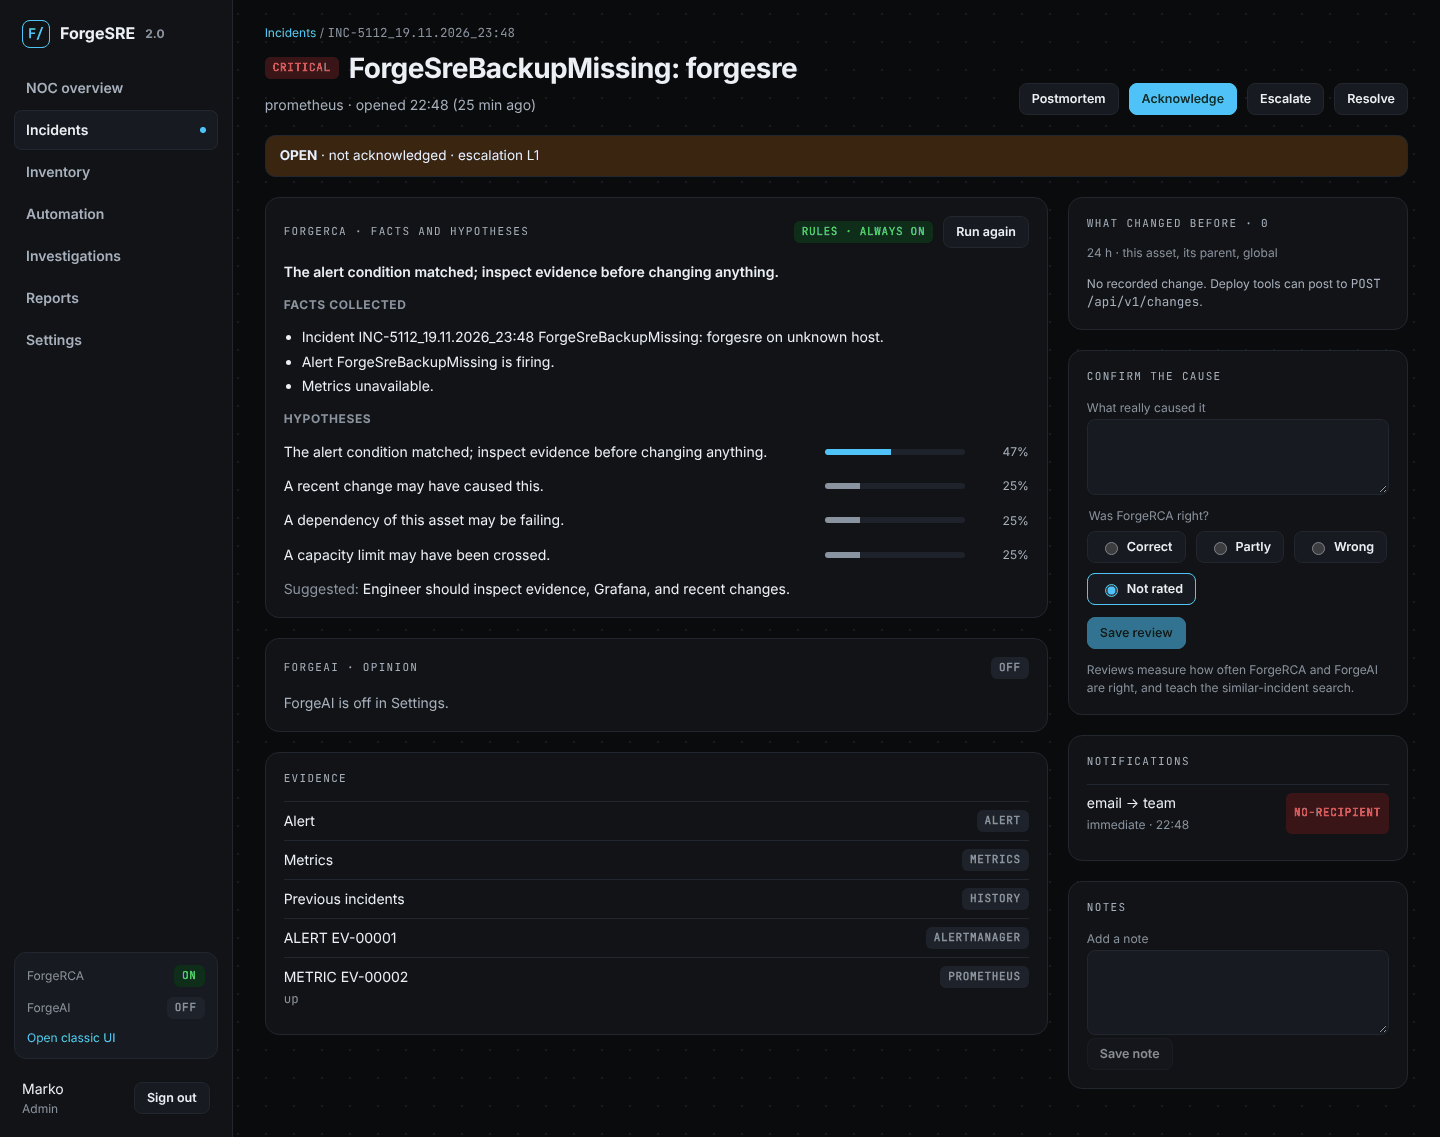 F/ ForgeSRE 2.0
NOC overview
Incidents
Inventory
Automation
Investigations
Reports
Settings
ForgeRCA ON
ForgeAI OFF
Open classic UI
Marko
Admin
Sign out
Incidents / INC-5112_19.11.2026_23:48
CRITICAL ForgeSreBackupMissing: forgesre
prometheus · opened 22:48 (25 min ago)
Postmortem Acknowledge Escalate Resolve
OPEN · not acknowledged · escalation L1
FORGERCA · FACTS AND HYPOTHESES RULES · ALWAYS ON Run again
The alert condition matched; inspect evidence before changing anything.
FACTS COLLECTED
• Incident INC-5112_19.11.2026_23:48 ForgeSreBackupMissing: forgesre on unknown host.
• Alert ForgeSreBackupMissing is firing.
• Metrics unavailable.
HYPOTHESES
The alert condition matched; inspect evidence before changing anything. 47%
A recent change may have caused this. 25%
A dependency of this asset may be failing. 25%
A capacity limit may have been crossed. 25%
Suggested: Engineer should inspect evidence, Grafana, and recent changes.
FORGEAI · OPINION OFF
ForgeAI is off in Settings.
EVIDENCE
Alert ALERT
Metrics METRICS
Previous incidents HISTORY
ALERT EV-00001 ALERTMANAGER
METRIC EV-00002 PROMETHEUS
up
WHAT CHANGED BEFORE · 0
24 h · this asset, its parent, global
No recorded change. Deploy tools can post to POST
/api/v1/changes.
CONFIRM THE CAUSE
What really caused it
Was ForgeRCA right?
Correct Partly Wrong
Not rated
Save review
Reviews measure how often ForgeRCA and ForgeAI
are right, and teach the similar-incident search.
NOTIFICATIONS
email → team NO-RECIPIENT
immediate · 22:48
NOTES
Add a note
Save note